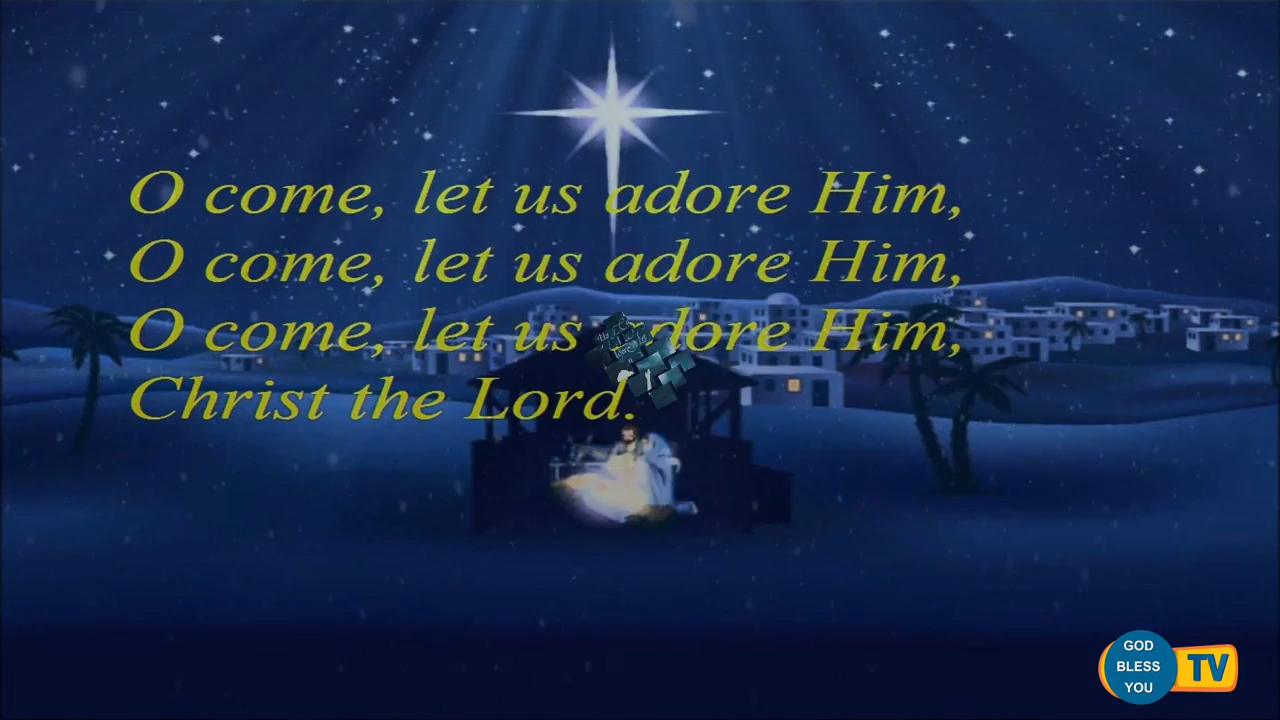 O come, let us adore Him,
O come, let us adore Him,
O come, let us adore Him,
Christ the Lord.
GOD
BLESS
YOU
TV